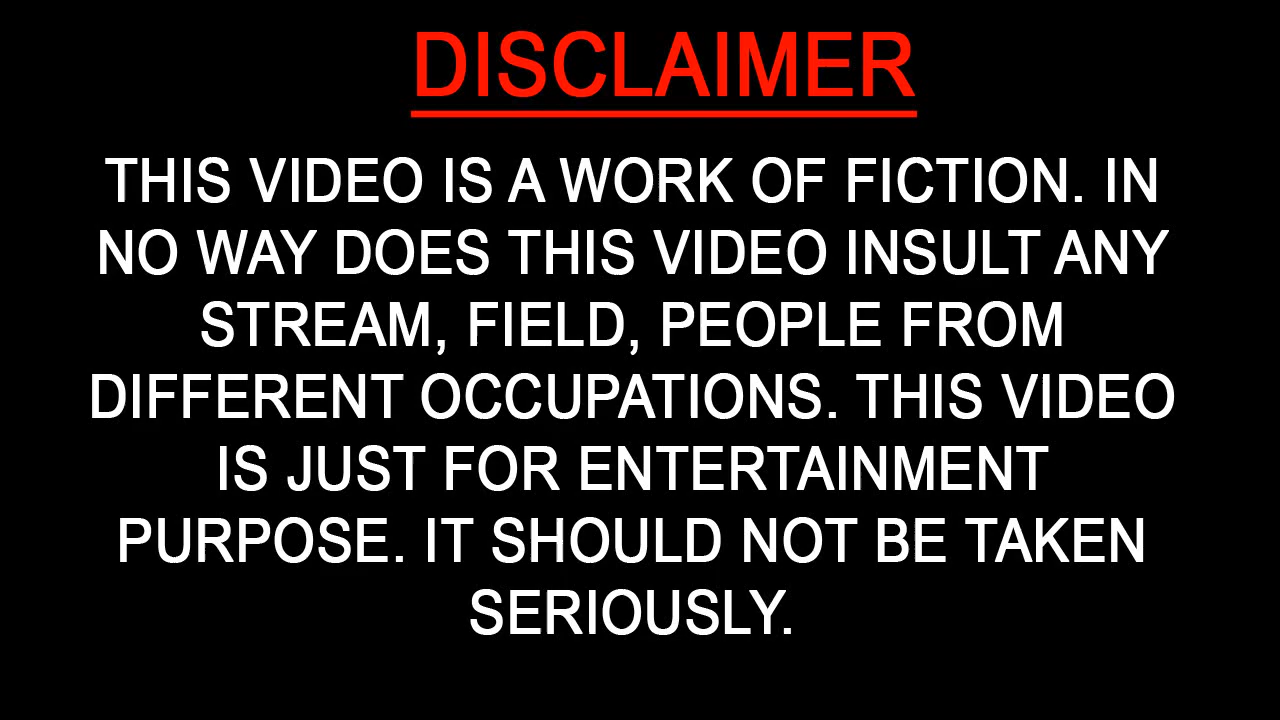 DISCLAIMER
THIS VIDEO IS A WORK OF FICTION. IN
NO WAY DOES THIS VIDEO INSULT ANY
STREAM, FIELD, PEOPLE FROM
DIFFERENT OCCUPATIONS. THIS VIDEO
IS JUST FOR ENTERTAINMENT
PURPOSE. IT SHOULD NOT BE TAKEN
SERIOUSLY.